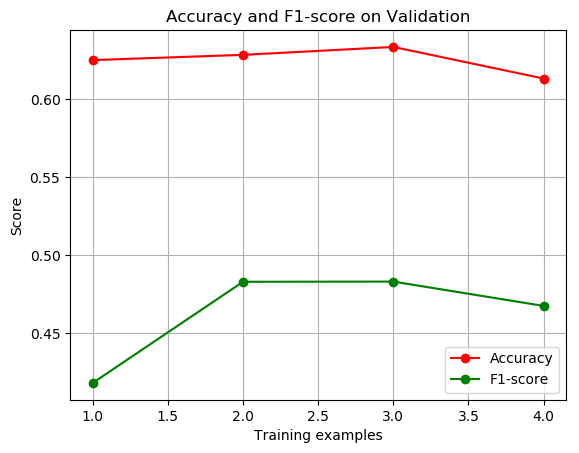 Accuracy and F1-score on Validation
Score
0.60
0.55
0.50
0.45
Accuracy
F1-score
1.0 1.5 2.0 2.5 3.0 3.5 4.0
Training examples